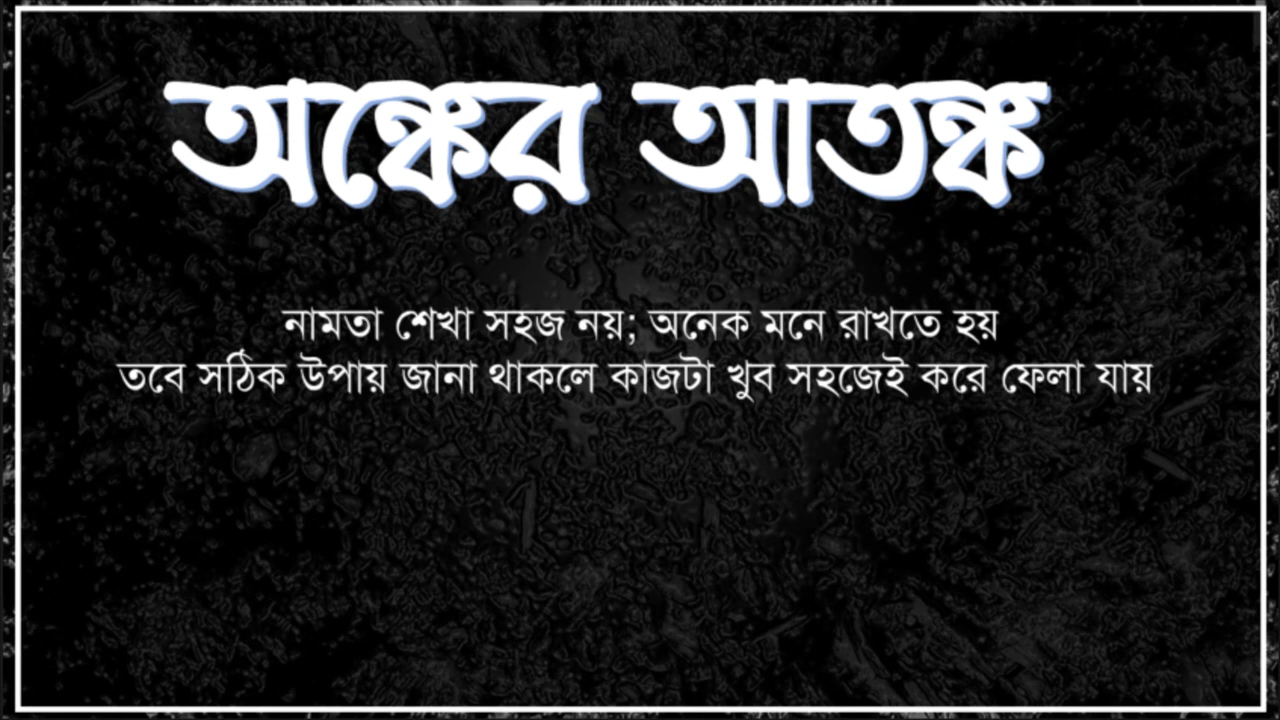 অঙ্কের আতঙ্ক
নামতা শেখা সহজ নয়; অনেক মনে রাখতে হয়
তবে সঠিক উপায় জানা থাকলে কাজটা খুব সহজেই করে ফেলা যায়